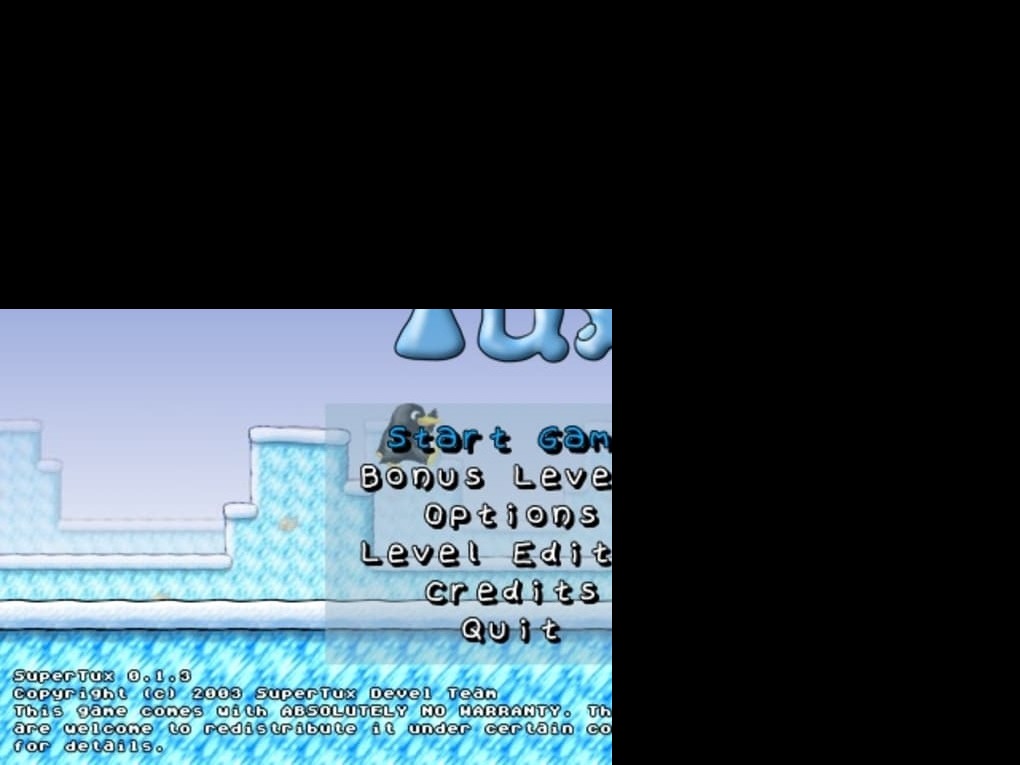 Tux
Start Gam
Bonus Leve
Options
Level Edit
Credits
Quit
SuperTux 0.1.3
Copyright (c) 2003 SuperTux Devel Team
This game comes with ABSOLUTELY NO WARRANTY. Th
are welcome to redistribute it under certain co
for details.